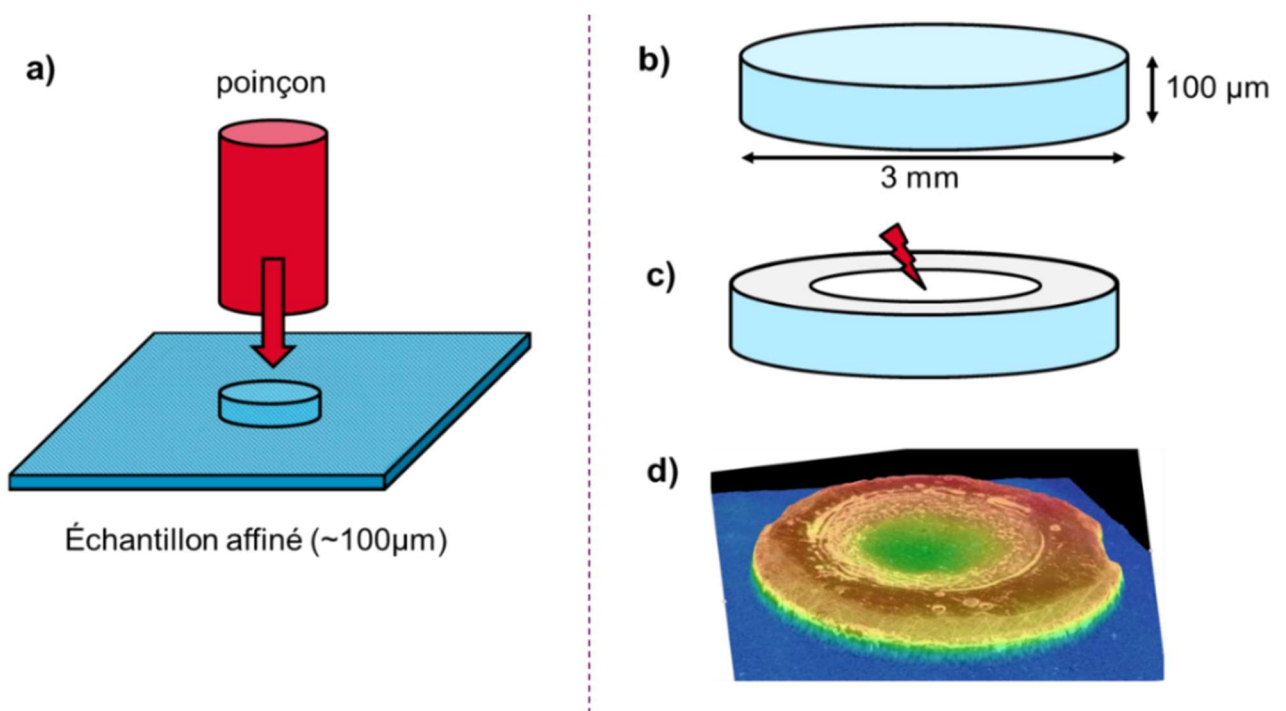 a)
poinçon
Échantillon affiné (~100µm)
b)
100 µm
3 mm
c)
d)